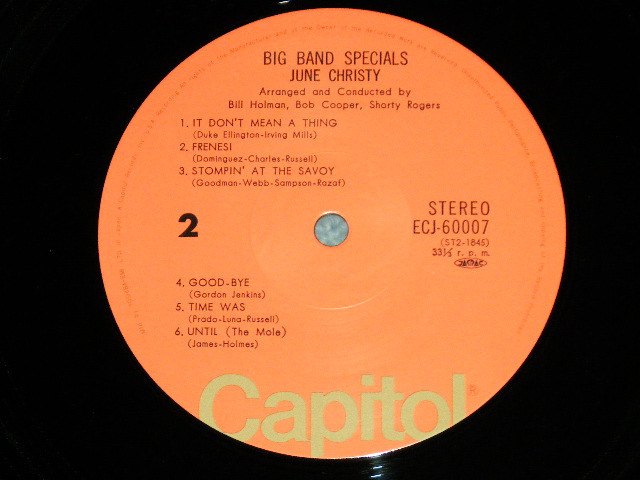 BIG BAND SPECIALS
JUNE CHRISTY
Arranged and Conducted by
Bill Holman, Bob Cooper, Shorty Rogers
1. IT DON'T MEAN A THING
(Duke Ellington-Irving Mills)
2. FRENESI
(Dominguez-Charles-Russell)
3. STOMPIN' AT THE SAVOY
(Goodman-Webb-Sampson-Razaf)
2
STEREO
ECJ-60007
(ST2-1845)
33⅓ r. p. m.
JASRAC
4. GOOD-BYE
(Gordon Jenkins)
5. TIME WAS
(Prado-Luna-Russell)
6. UNTIL (The Mole)
(James-Holmes)
Capitol